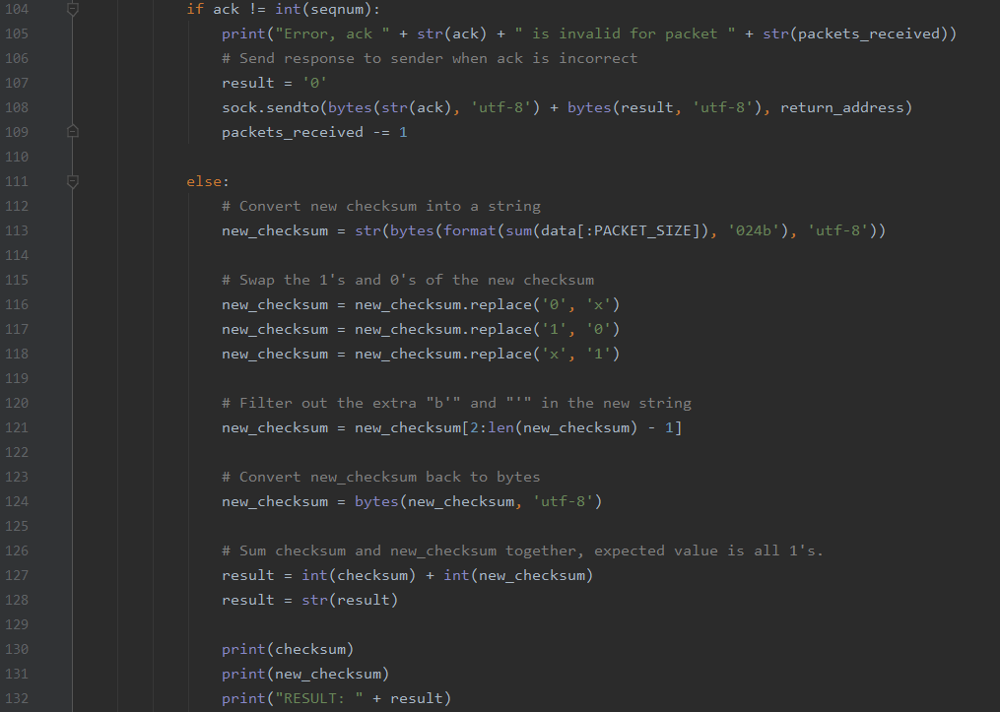 104 if ack != int(seqnum):
105 print("Error, ack " + str(ack) + " is invalid for packet " + str(packets_received))
106 # Send response to sender when ack is incorrect
107 result = '0'
108 sock.sendto(bytes(str(ack), 'utf-8') + bytes(result, 'utf-8'), return_address)
109 packets_received -= 1
110
111 else:
112 # Convert new checksum into a string
113 new_checksum = str(bytes(format(sum(data[:PACKET_SIZE]), '024b'), 'utf-8'))
114
115 # Swap the 1's and 0's of the new checksum
116 new_checksum = new_checksum.replace('0', 'x')
117 new_checksum = new_checksum.replace('1', '0')
118 new_checksum = new_checksum.replace('x', '1')
119
120 # Filter out the extra "b'" and "'" in the new string
121 new_checksum = new_checksum[2:len(new_checksum) - 1]
122
123 # Convert new_checksum back to bytes
124 new_checksum = bytes(new_checksum, 'utf-8')
125
126 # Sum checksum and new_checksum together, expected value is all 1's.
127 result = int(checksum) + int(new_checksum)
128 result = str(result)
129
130 print(checksum)
131 print(new_checksum)
132 print("RESULT: " + result)